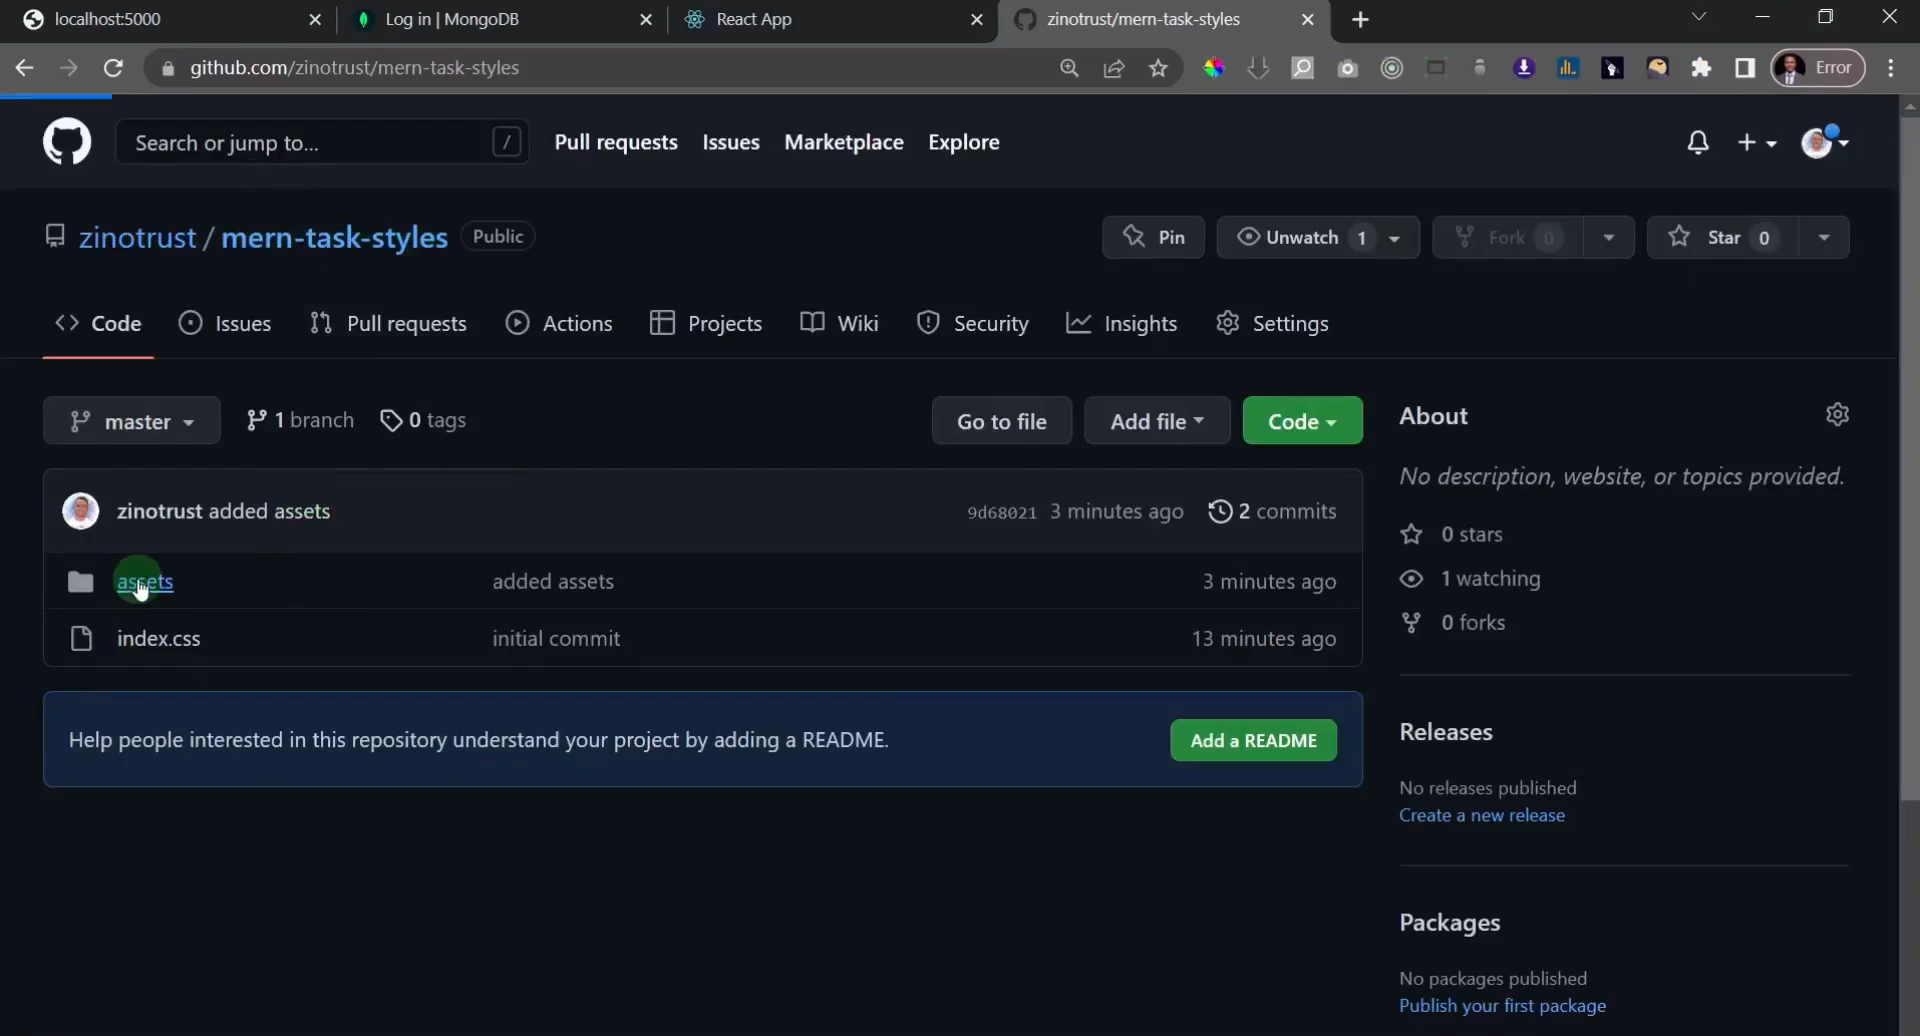 localhost:5000
Log in | MongoDB
React App
zinotrust/mern-task-styles
github.com/zinotrust/mern-task-styles
Error
Search or jump to...
/
Pull requests
Issues
Marketplace
Explore
zinotrust / mern-task-styles
Public
Pin
Unwatch 1
Fork 0
Star 0
Code
Issues
Pull requests
Actions
Projects
Wiki
Security
Insights
Settings
master
1 branch
0 tags
Go to file
Add file
Code
zinotrust added assets
9d68021 3 minutes ago
2 commits
assets
added assets
3 minutes ago
index.css
initial commit
13 minutes ago
Help people interested in this repository understand your project by adding a README.
Add a README
About
No description, website, or topics provided.
0 stars
1 watching
0 forks
Releases
No releases published
Create a new release
Packages
No packages published
Publish your first package